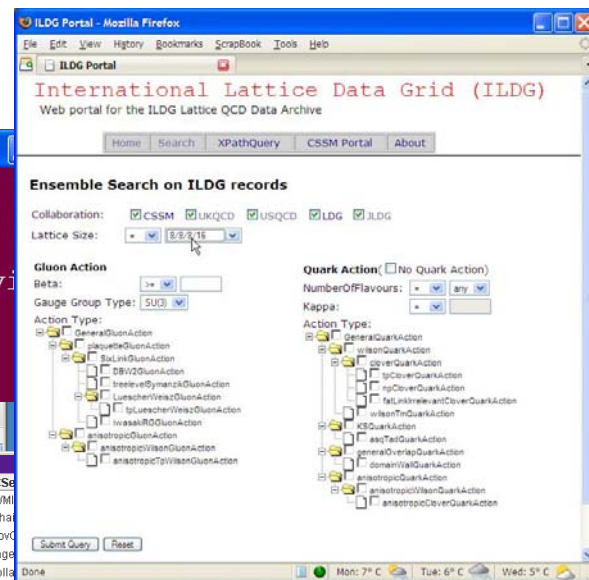 ILDG Portal - Mozilla Firefox
File Edit View History Bookmarks ScrapBook Tools Help
ILDG Portal
International Lattice Data Grid (ILDG)
Web portal for the ILDG Lattice QCD Data Archive
Home Search XPathQuery CSSM Portal About
Ensemble Search on ILDG records
Collaboration: CSSM UKQCD USQCD LDG JLDG
Lattice Size: = 8/8/8/16
Gluon Action
Beta: >=
Gauge Group Type: SU(3)
Action Type:
GeneralGluonAction
plaquetteGluonAction
SixLinkGluonAction
DBW2GluonAction
treelevelSymanzikGluonAction
LuescherWeiszGluonAction
tpLuescherWeiszGluonAction
iwasakiRGGluonAction
anisotropicGluonAction
anisotropicWilsonGluonAction
anisotropicTpWilsonGluonAction
Quark Action( No Quark Action)
NumberOfFlavours: = any
Kappa: =
Action Type:
GeneralQuarkAction
wilsonQuarkAction
cloverQuarkAction
tpCloverQuarkAction
npCloverQuarkAction
fatLinkIrrelevantCloverQuarkAction
wilsonTmQuarkAction
KSQuarkAction
asqTadQuarkAction
generalOverlapQuarkAction
domainWallQuarkAction
anisotropicQuarkAction
anisotropicWilsonQuarkAction
anisotropicCloverQuarkAction
Submit Query Reset
Done Mon: 7° C Tue: 6° C Wed: 5° C